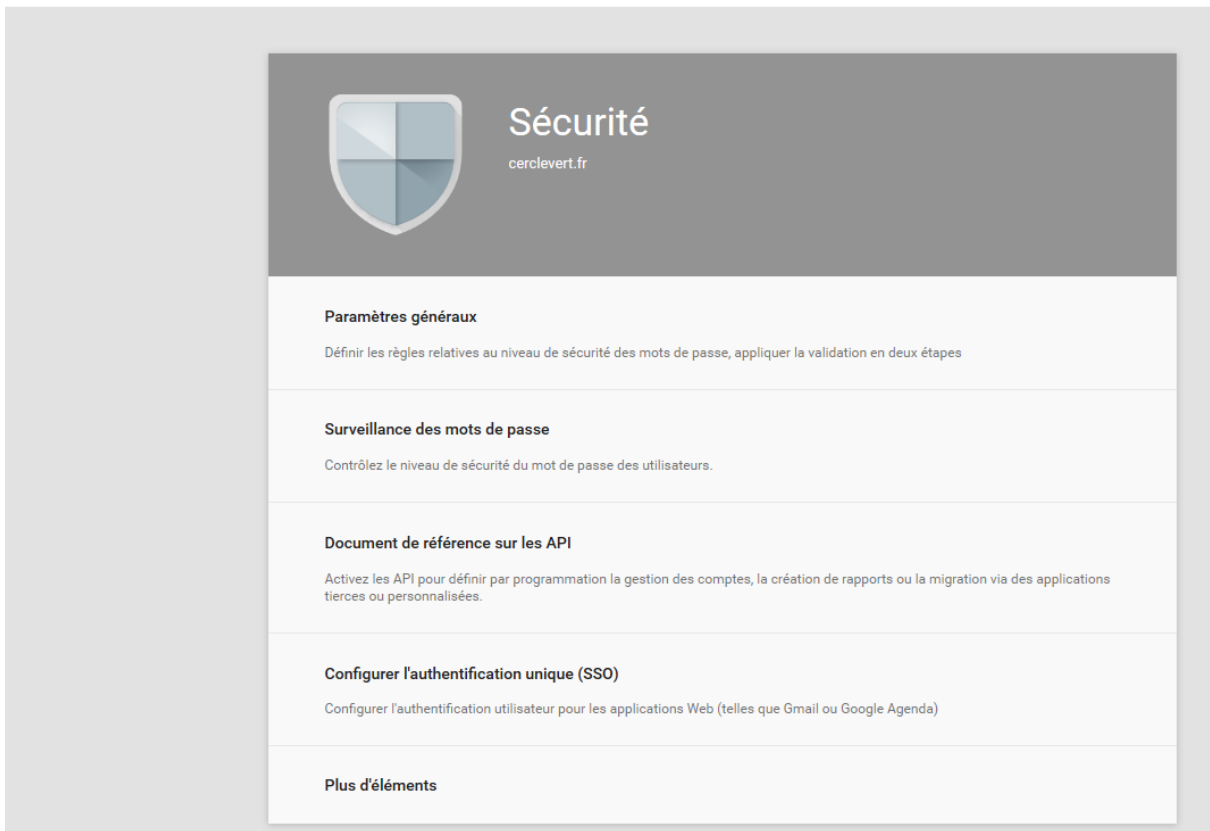 Sécurité
cerclevert.fr
Paramètres généraux
Définir les règles relatives au niveau de sécurité des mots de passe, appliquer la validation en deux étapes
Surveillance des mots de passe
Contrôlez le niveau de sécurité du mot de passe des utilisateurs.
Document de référence sur les API
Activez les API pour définir par programmation la gestion des comptes, la création de rapports ou la migration via des applications
tierces ou personnalisées.
Configurer l'authentification unique (SSO)
Configurer l'authentification utilisateur pour les applications Web (telles que Gmail ou Google Agenda)
Plus d'éléments